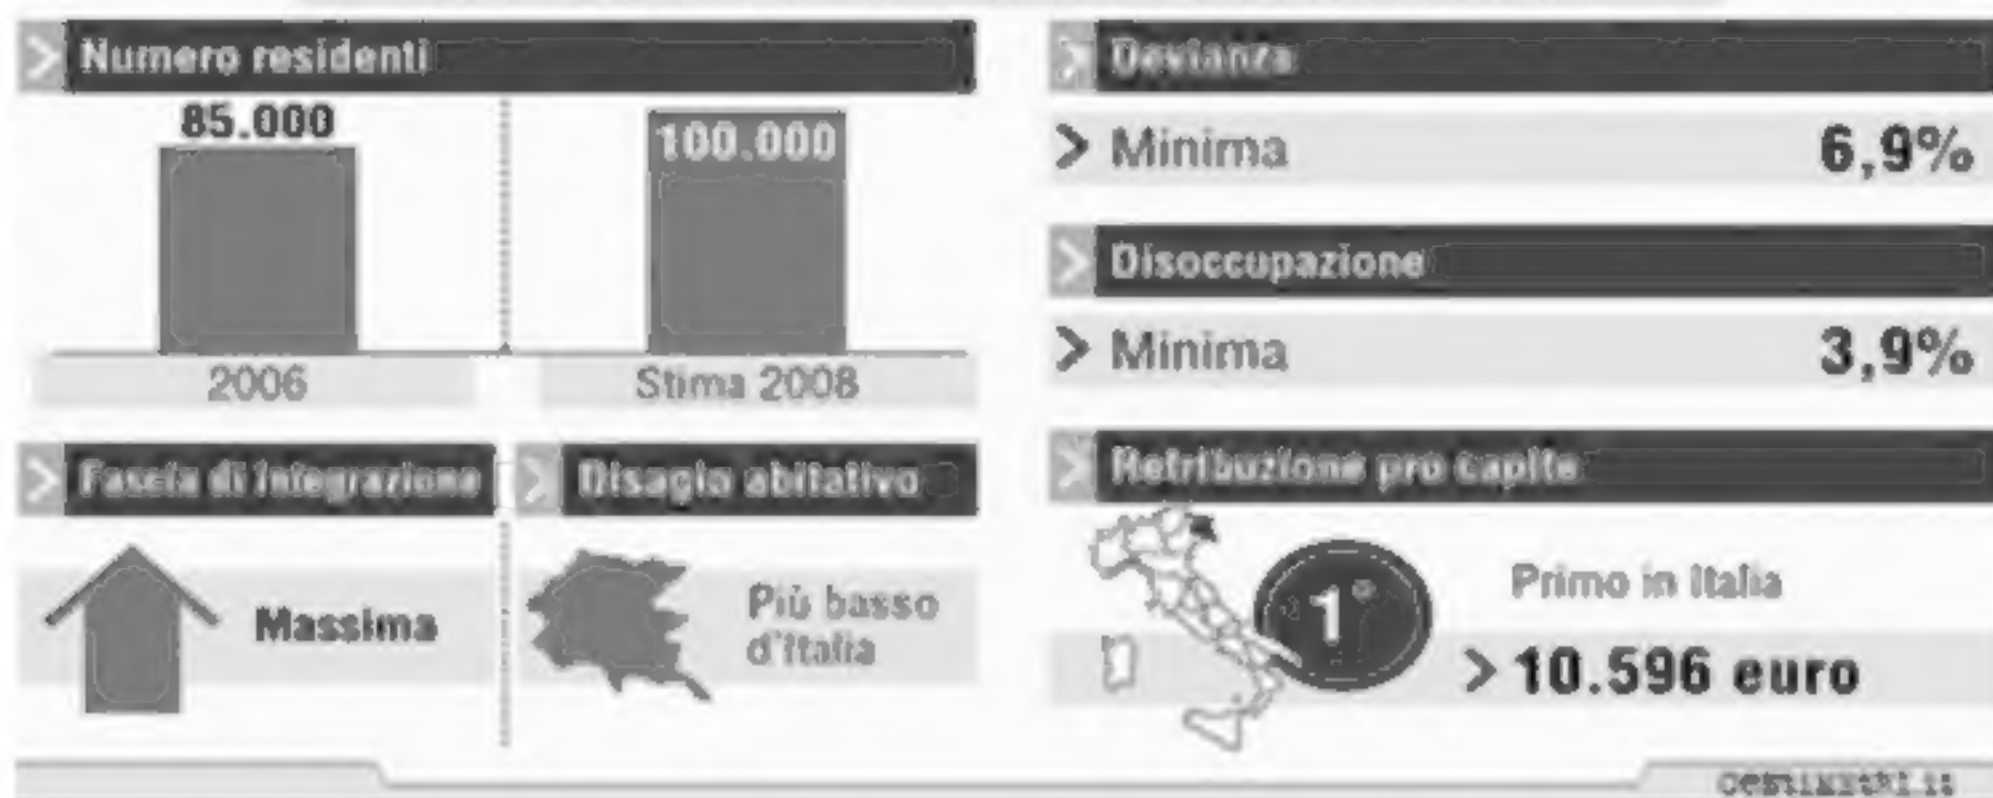 Numero residenti
85.000
100.000
2006
Stima 2008
Fascia di integrazione
Massima
Disagio abitativo
Più basso
d'Italia
Devianza
Minima
6,9%
Disoccupazione
Minima
3,9%
Retribuzione pro capite
1°
Primo in Italia
10.596 euro